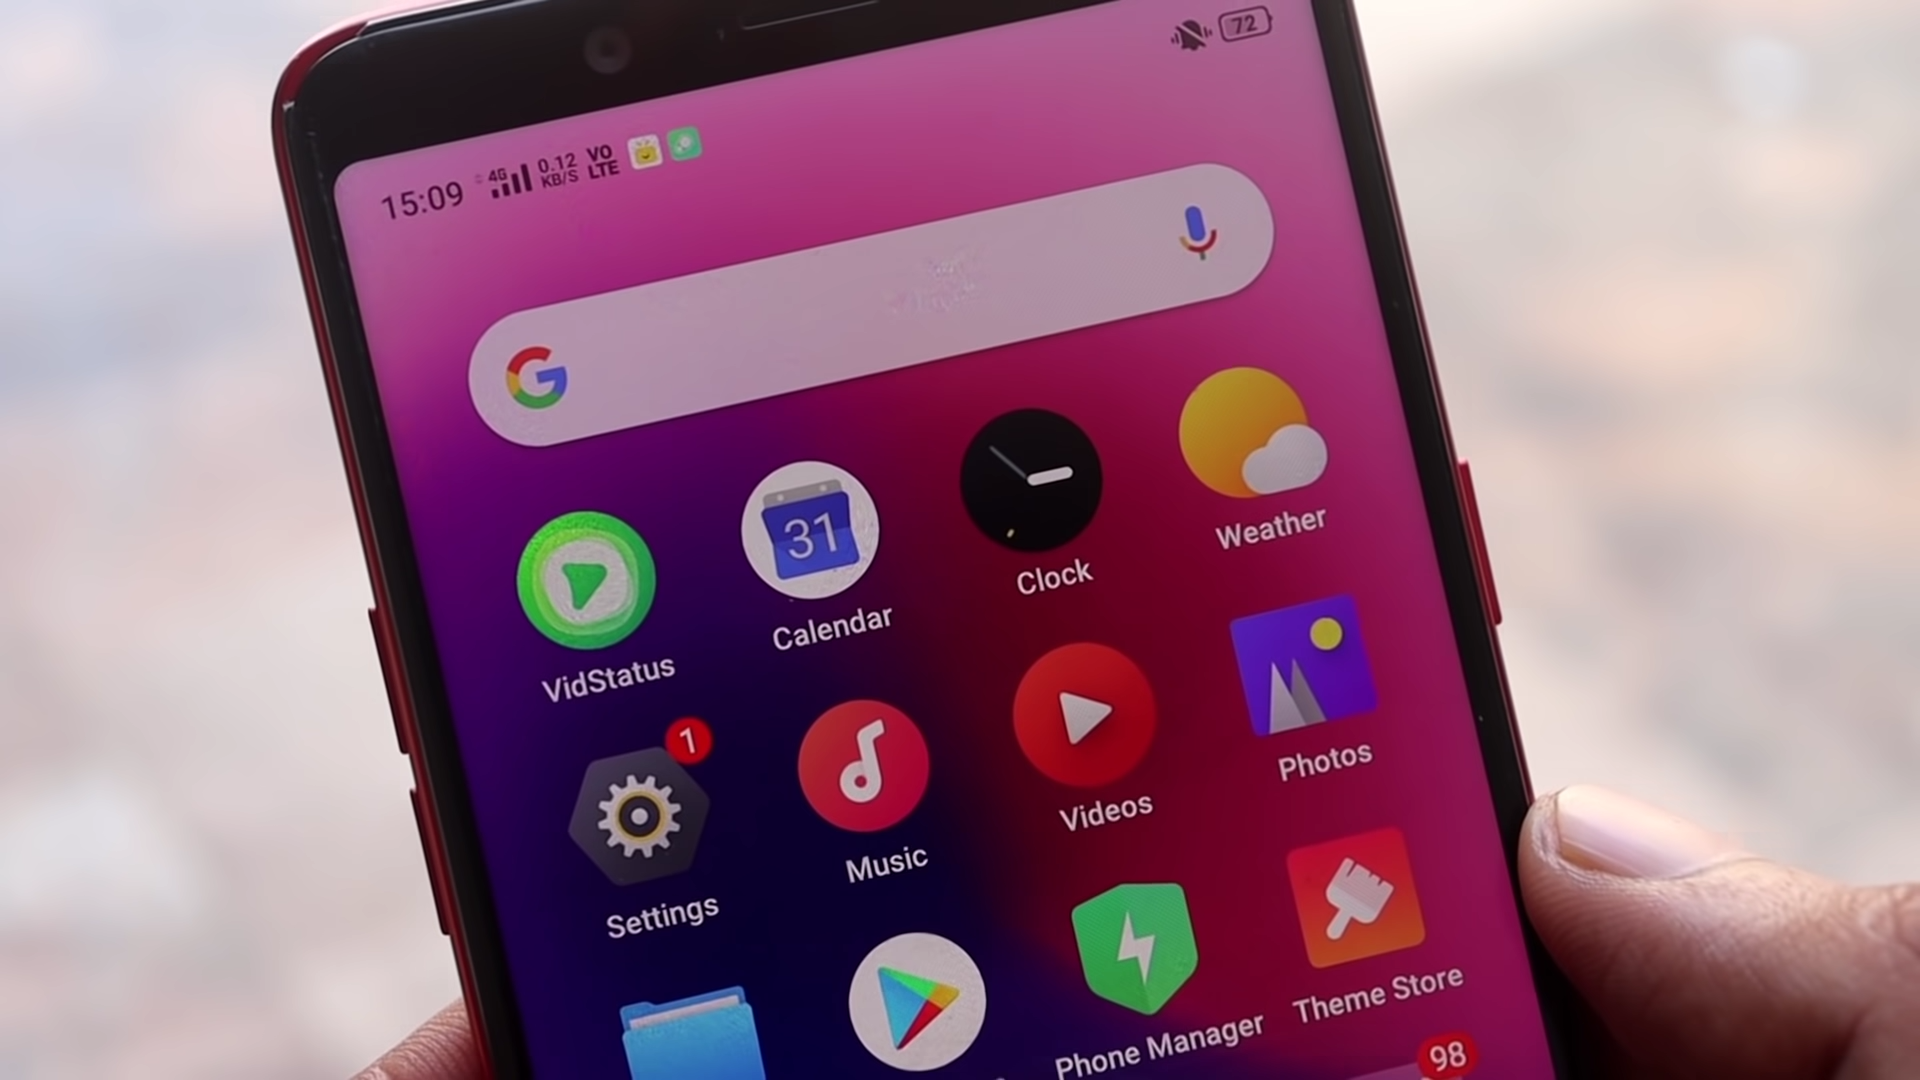 72
15:09 4G 0.12 KB/S VO LTE
G
31
VidStatus Calendar Clock Weather
1
Settings Music Videos Photos
Phone Manager Theme Store
98